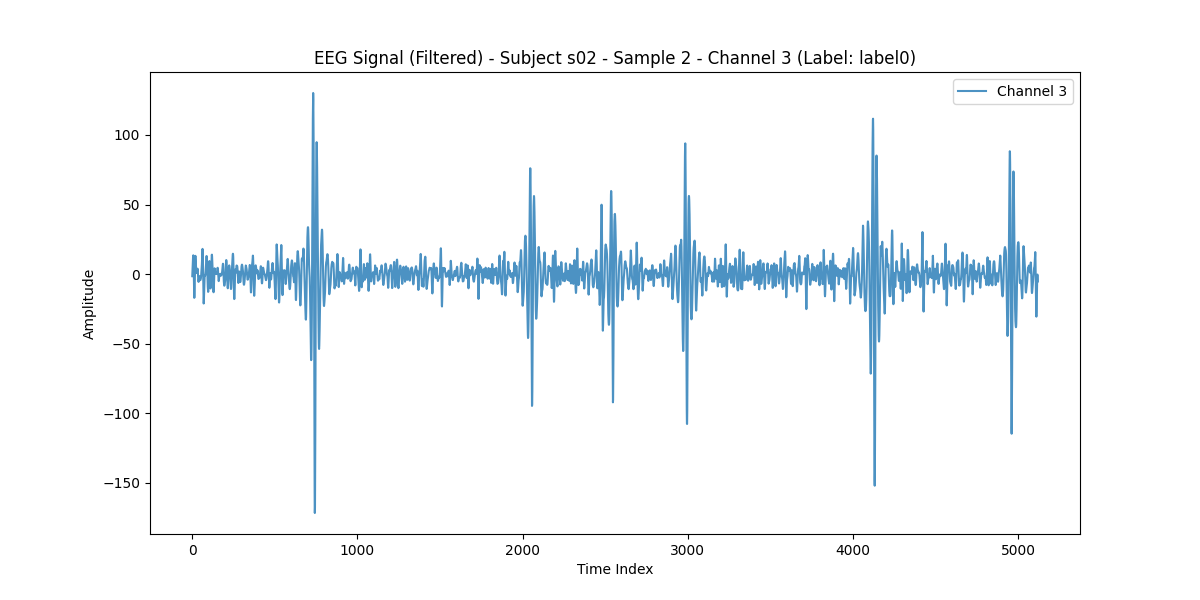 EEG Signal (Filtered) - Subject s02 - Sample 2 - Channel 3 (Label: label0)
Channel 3
Amplitude
100
50
0
−50
−100
−150
0 1000 2000 3000 4000 5000
Time Index